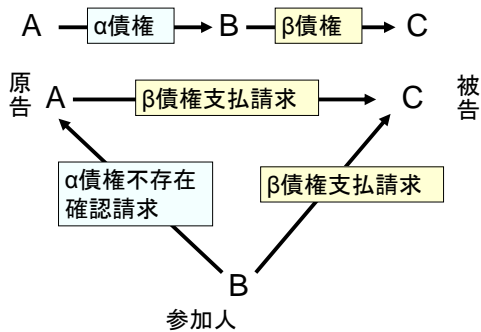 A α債権 B β債権 C
原告 A β債権支払請求 C 被告
α債権不存在
確認請求
β債権支払請求
B
参加人